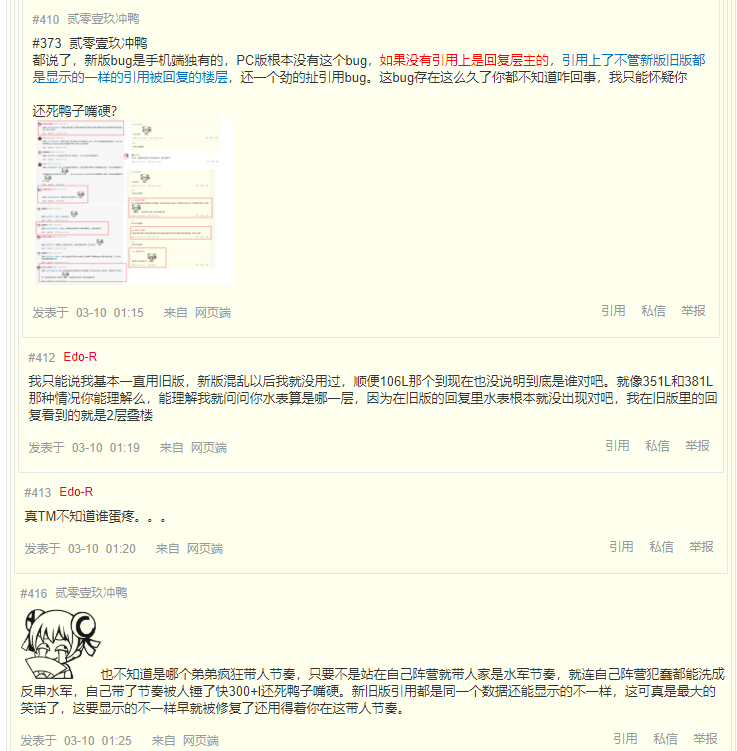 #410 贰零壹玖冲鸭
#373 贰零壹玖冲鸭
都说了，新版bug是手机端独有的，PC版根本没有这个bug，如果没有引用上是回复层主的，引用上了不管新版旧版都
是显示的一样的引用被回复的楼层，还一个劲的扯引用bug。这bug存在这么久了你都不知道咋回事，我只能怀疑你
还死鸭子嘴硬?
发表于 03-10 01:15 来自 网页端 引用 私信 举报
#412 Edo-R
我只能说我基本一直用旧版，新版混乱以后我就没用过，顺便106L那个到现在也没说明到底是谁对吧。就像351L和381L
那种情况你能理解么，能理解我就问问你水表算是哪一层，因为在旧版的回复里水表根本就没出现对吧，我在旧版里的回
复看到的就是2层叠楼
发表于 03-10 01:19 来自 网页端 引用 私信 举报
#413 Edo-R
真TM不知道谁蛋疼。。。
发表于 03-10 01:20 来自 网页端 引用 私信 举报
#416 贰零壹玖冲鸭
也不知道是哪个弟弟疯狂带人节奏，只要不是站在自己阵营就带人家是水军节奏，就连自己阵营犯蠢都能洗成
反串水军，自己带了节奏被人锤了快300+l还死鸭子嘴硬。新旧版引用都是同一个数据还能显示的不一样，这可真是最大的
笑话了，这要显示的不一样早就被修复了还用得着你在这带人节奏。
发表于 03-10 01:25 来自 网页端 引用 私信 举报